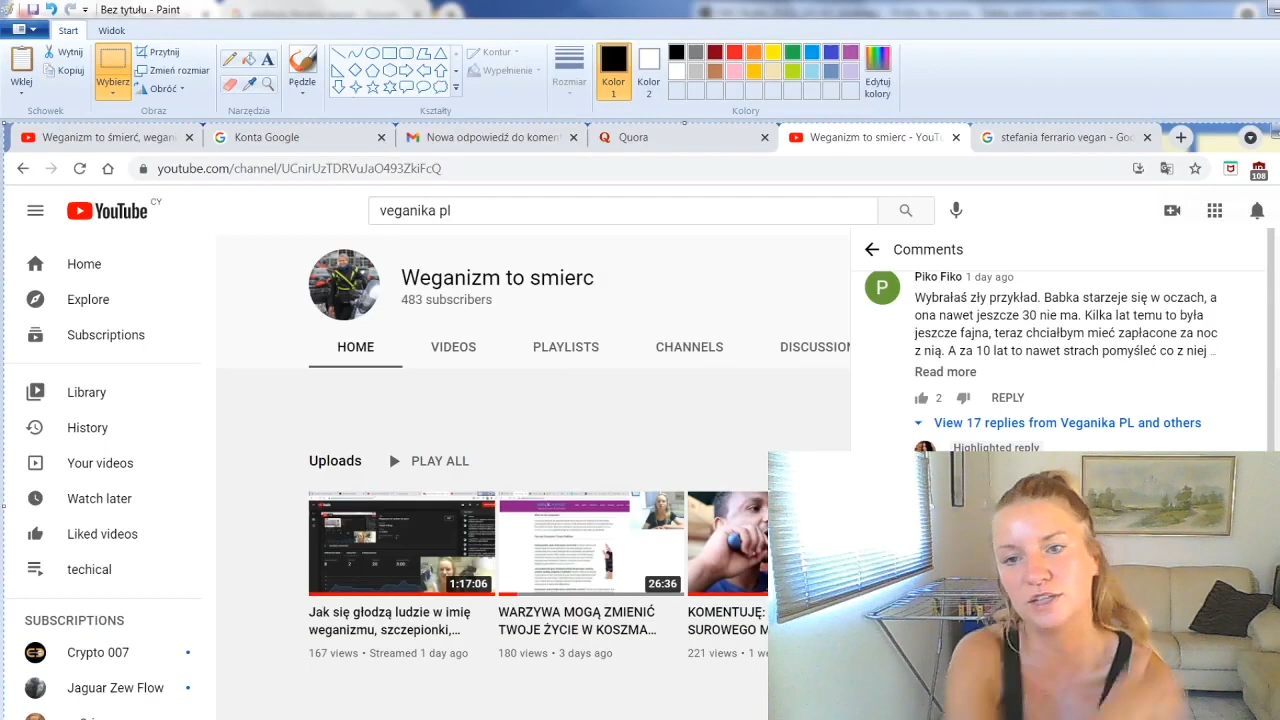 Bez tytułu - Paint
Start
Widok
Wklej
Wytnij
Kopiuj
Schowek
Wybierz
Przytnij
Zmień rozmiar
Obróć
Obraz
A
Narzędzia
Pędzle
Kształty
Kontur
Wypełnienie
Rozmiar
Kolor
1
Kolor
2
Edytuj
kolory
Kolory
Weganizm to śmierć, wegan
Konta Google
Nowa odpowiedź do koment
Quora
Weganizm to smierc - YouTu
stefania ferrario vegan - Goo
youtube.com/channel/UCnirUzTDRVuJaO493ZkiFcQ
108
YouTube CY
veganika pl
Home
Explore
Subscriptions
Library
History
Your videos
Watch later
Liked videos
techical
SUBSCRIPTIONS
Crypto 007
Jaguar Zew Flow
Weganizm to smierc
483 subscribers
HOME
VIDEOS
PLAYLISTS
CHANNELS
DISCUSSION
Uploads
PLAY ALL
1:17:06
26:36
Jak się głodzą ludzie w imię
weganizmu, szczepionki,...
167 views • Streamed 1 day ago
WARZYWA MOGĄ ZMIENIĆ
TWOJE ŻYCIE W KOSZMA...
180 views • 3 days ago
KOMENTUJĘ:
SUROWEGO M
221 views • 1 we
Comments
P
Piko Fiko 1 day ago
Wybrałaś zły przykład. Babka starzeje się w oczach, a
ona nawet jeszcze 30 nie ma. Kilka lat temu to była
jeszcze fajna, teraz chciałbym mieć zapłacone za noc
z nią. A za 10 lat to nawet strach pomyśleć co z niej ...
Read more
2
REPLY
View 17 replies from Veganika PL and others
Highlighted reply